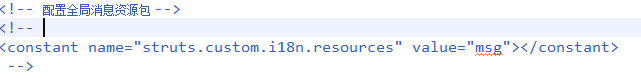 <!-- 配置全局消息资源包 -->
<!--
<constant name="struts.custom.i18n.resources" value="msg"></constant>
-->